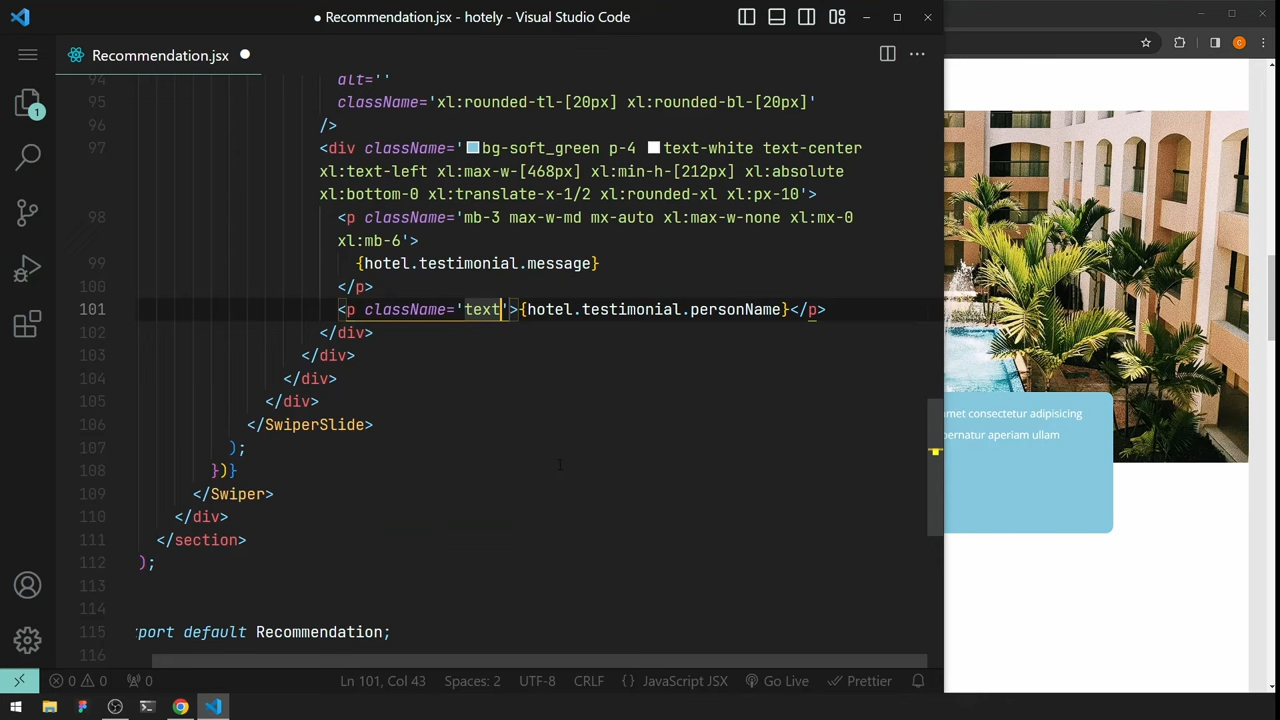 ● Recommendation.jsx - hotely - Visual Studio Code
Recommendation.jsx ●
94 alt=''
95 className='xl:rounded-tl-[20px] xl:rounded-bl-[20px]'
96 />
97 <div className='bg-soft_green p-4 text-white text-center
xl:text-left xl:max-w-[468px] xl:min-h-[212px] xl:absolute
xl:bottom-0 xl:translate-x-1/2 xl:rounded-xl xl:px-10'>
98 <p className='mb-3 max-w-md mx-auto xl:max-w-none xl:mx-0
xl:mb-6'>
99 {hotel.testimonial.message}
100 </p>
101 <p className='text'>{hotel.testimonial.personName}</p>
102 </div>
103 </div>
104 </div>
105 </div>
106 </SwiperSlide>
107 );
108 })}
109 </Swiper>
110 </div>
111 </section>
112 );
113
114
115 port default Recommendation;
116
amet consectetur adipisicing
pernatur aperiam ullam
1
C
0 0 0 Ln 101, Col 43 Spaces: 2 UTF-8 CRLF {} JavaScript JSX Go Live Prettier